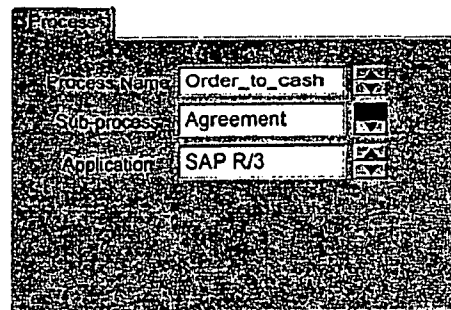 Process
Process Name Order_to_cash
Sub-process Agreement
Application SAP R/3